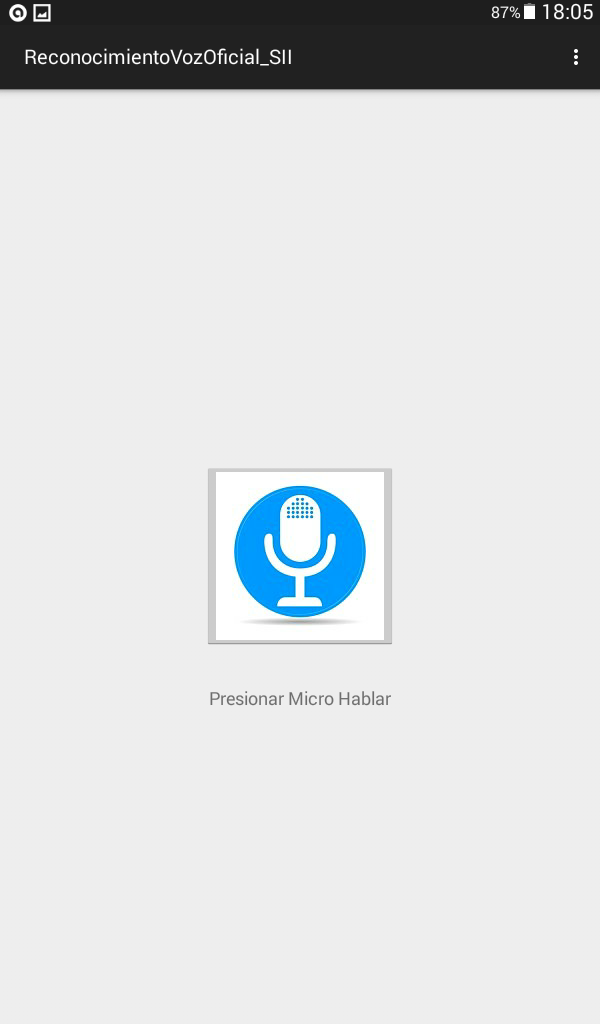 87% 18:05
ReconocimientoVozOficial_SII
Presionar Micro Hablar